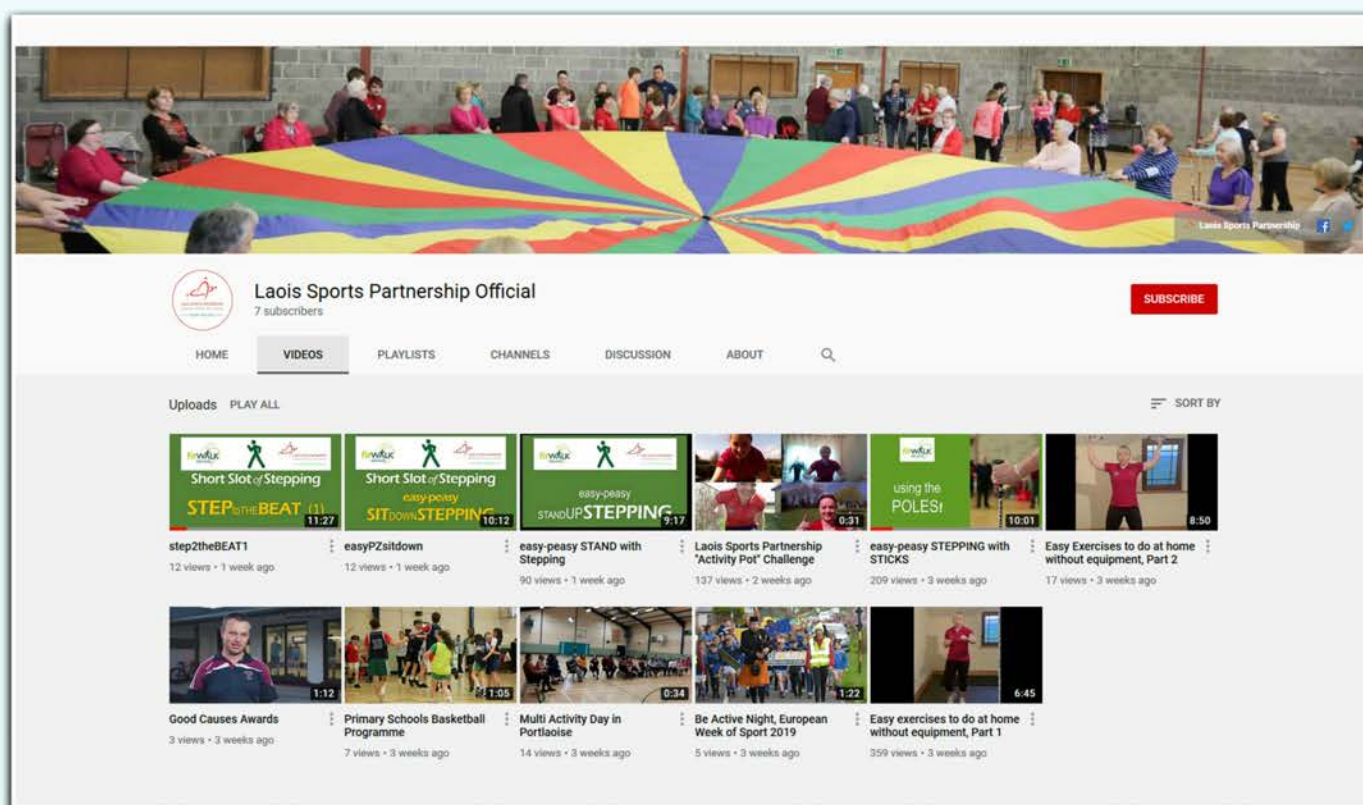 Laois Sports Partnership
Laois Sports Partnership Official
7 subscribers
SUBSCRIBE
HOME VIDEOS PLAYLISTS CHANNELS DISCUSSION ABOUT
Uploads PLAY ALL SORT BY
Short Slot of Stepping
STEP to the BEAT (1)
11:27
step2theBEAT1
12 views • 1 week ago
Short Slot of Stepping
easy-peasy
SITDOWNSTEPPING
10:12
easyPZsitdown
12 views • 1 week ago
easy-peasy
STANDUPSTEPPING
9:17
easy-peasy STAND with
Stepping
90 views • 1 week ago
0:31
Laois Sports Partnership
"Activity Pot" Challenge
137 views • 2 weeks ago
using the
POLES!
10:01
easy-peasy STEPPING with
STICKS
209 views • 3 weeks ago
8:50
Easy Exercises to do at home
without equipment, Part 2
17 views • 3 weeks ago
1:12
Good Causes Awards
3 views • 3 weeks ago
1:05
Primary Schools Basketball
Programme
7 views • 3 weeks ago
0:34
Multi Activity Day in
Portlaoise
14 views • 3 weeks ago
1:22
Be Active Night, European
Week of Sport 2019
5 views • 3 weeks ago
6:45
Easy exercises to do at home
without equipment, Part 1
359 views • 3 weeks ago